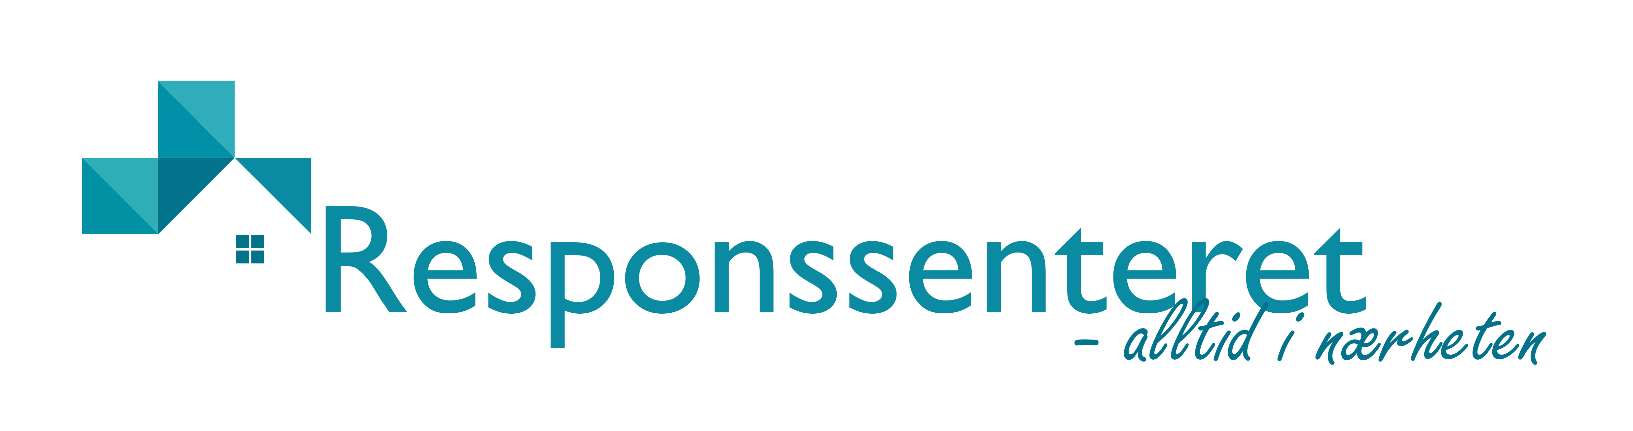 Responssenteret
- alltid i nærheten